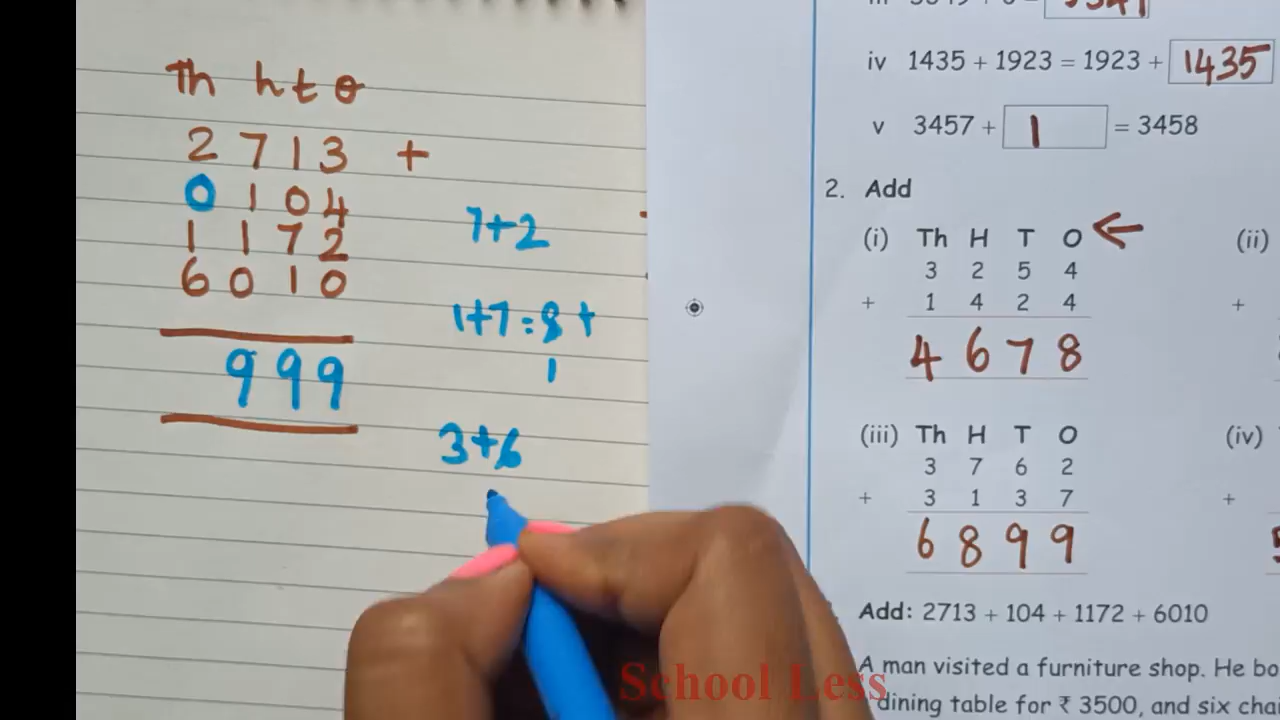 Th h t o
2 7 1 3 +
0 1 0 4
1 1 7 2
6 0 1 0
9 9 9
7+2
1+7=8+
1
3+6
iv 1435 + 1923 = 1923 + 1435
v 3457 + 1 = 3458
2. Add
(i) Th H T O ← (ii)
3 2 5 4
+ 1 4 2 4 +
4 6 7 8
(iii) Th H T O (iv)
3 7 6 2
+ 3 1 3 7 +
6 8 9 9
Add: 2713 + 104 + 1172 + 6010
A man visited a furniture shop. He bo
dining table for ₹ 3500, and six chai
School Less